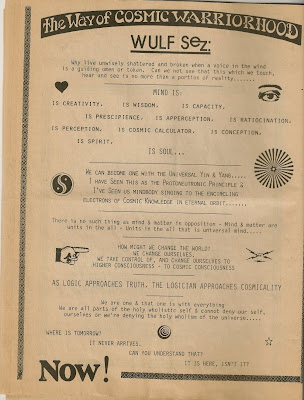 The Way of COSMIC WARRIORHOOD
WULF SeZ:
Why live unwisely shattered and broken when a voice in the wind
is a guiding omen or token. Can we not see that this which we touch,
hear and see is no more than a portion of reality.......
MIND IS:
IS CREATIVITY, IS WISDOM, IS CAPACITY,
IS PRESCIPIENCE, IS APPERCEPTION, IS RATIOCINATION,
IS PERCEPTION, IS COSMIC CALCULATOR, IS CONCEPTION,
IS SPIRIT,
IS SOUL...
WE CAN BECOME ONE WITH THE UNIVERSAL YIN & YANG.....
I HAVE SEEN THIS AS THE PROTONEUTRONIC PRINCIPLE &
I'VE SEEN US MINDBODY SINGING TO THE ENCIRCLING
ELECTRONS OF COSMIC KNOWLEDGE IN ETERNAL ORBIT.......
There is no such thing as mind & matter in opposition - Mind & matter are
units in the all - Units in the all that is universal mind....
HOW MIGHT WE CHANGE THE WORLD?
WE CHANGE OURSELVES,
WE TAKE CONTROL UP, AND CHANGE OURSELVES TO
HIGHER CONSCIOUSNESS - TO COSMIC CONSCIOUSNESS
AS LOGIC APPROACHES TRUTH, THE LOGICIAN APPROACHES COSMICALITY
We are one & that one is with everything
We are all parts of the holy wholistic self & cannot deny our self,
ourselves or we're denying the holy wholism of the universe.....
WHERE IS TOMORROW?
IT NEVER ARRIVES.
CAN YOU UNDERSTAND THAT?
IT IS HERE, ISN'T IT?
Now!